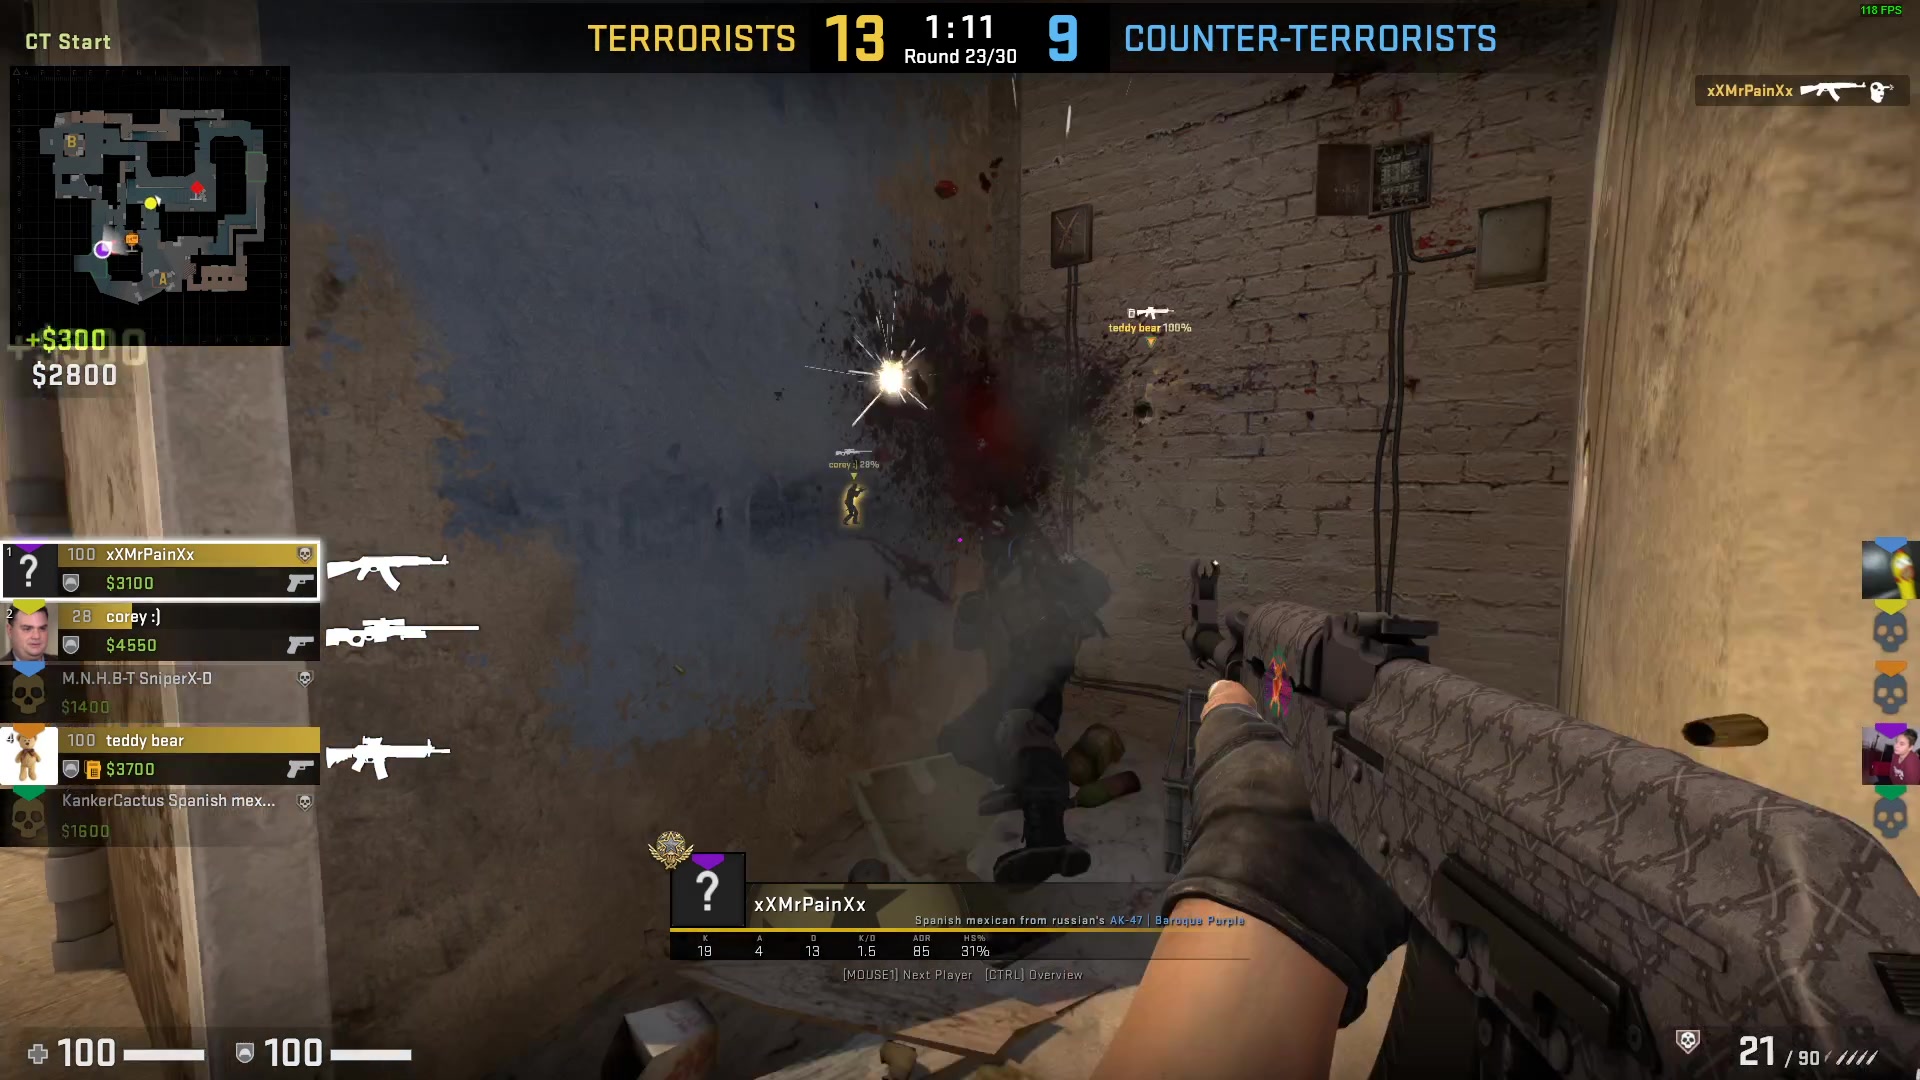 118 FPS
TERRORISTS 13 1:11 9 COUNTER-TERRORISTS
Round 23/30
CT Start
xXMrPainXx
B
A
+$300
$2800
teddy bear 100%
corey :) 28%
1 ? 100 xXMrPainXx
$3100
2 28 corey :)
$4550
M.N.H.B-T SniperX-D
$1400
4 100 teddy bear
$3700
KankerCactus Spanish mex...
$1600
? xXMrPainXx
Spanish mexican from russian's AK-47 | Baroque Purple
K A D K/D ADR HS%
19 4 13 1.5 85 31%
[MOUSE1] Next Player [CTRL] Overview
100 100
21 / 90